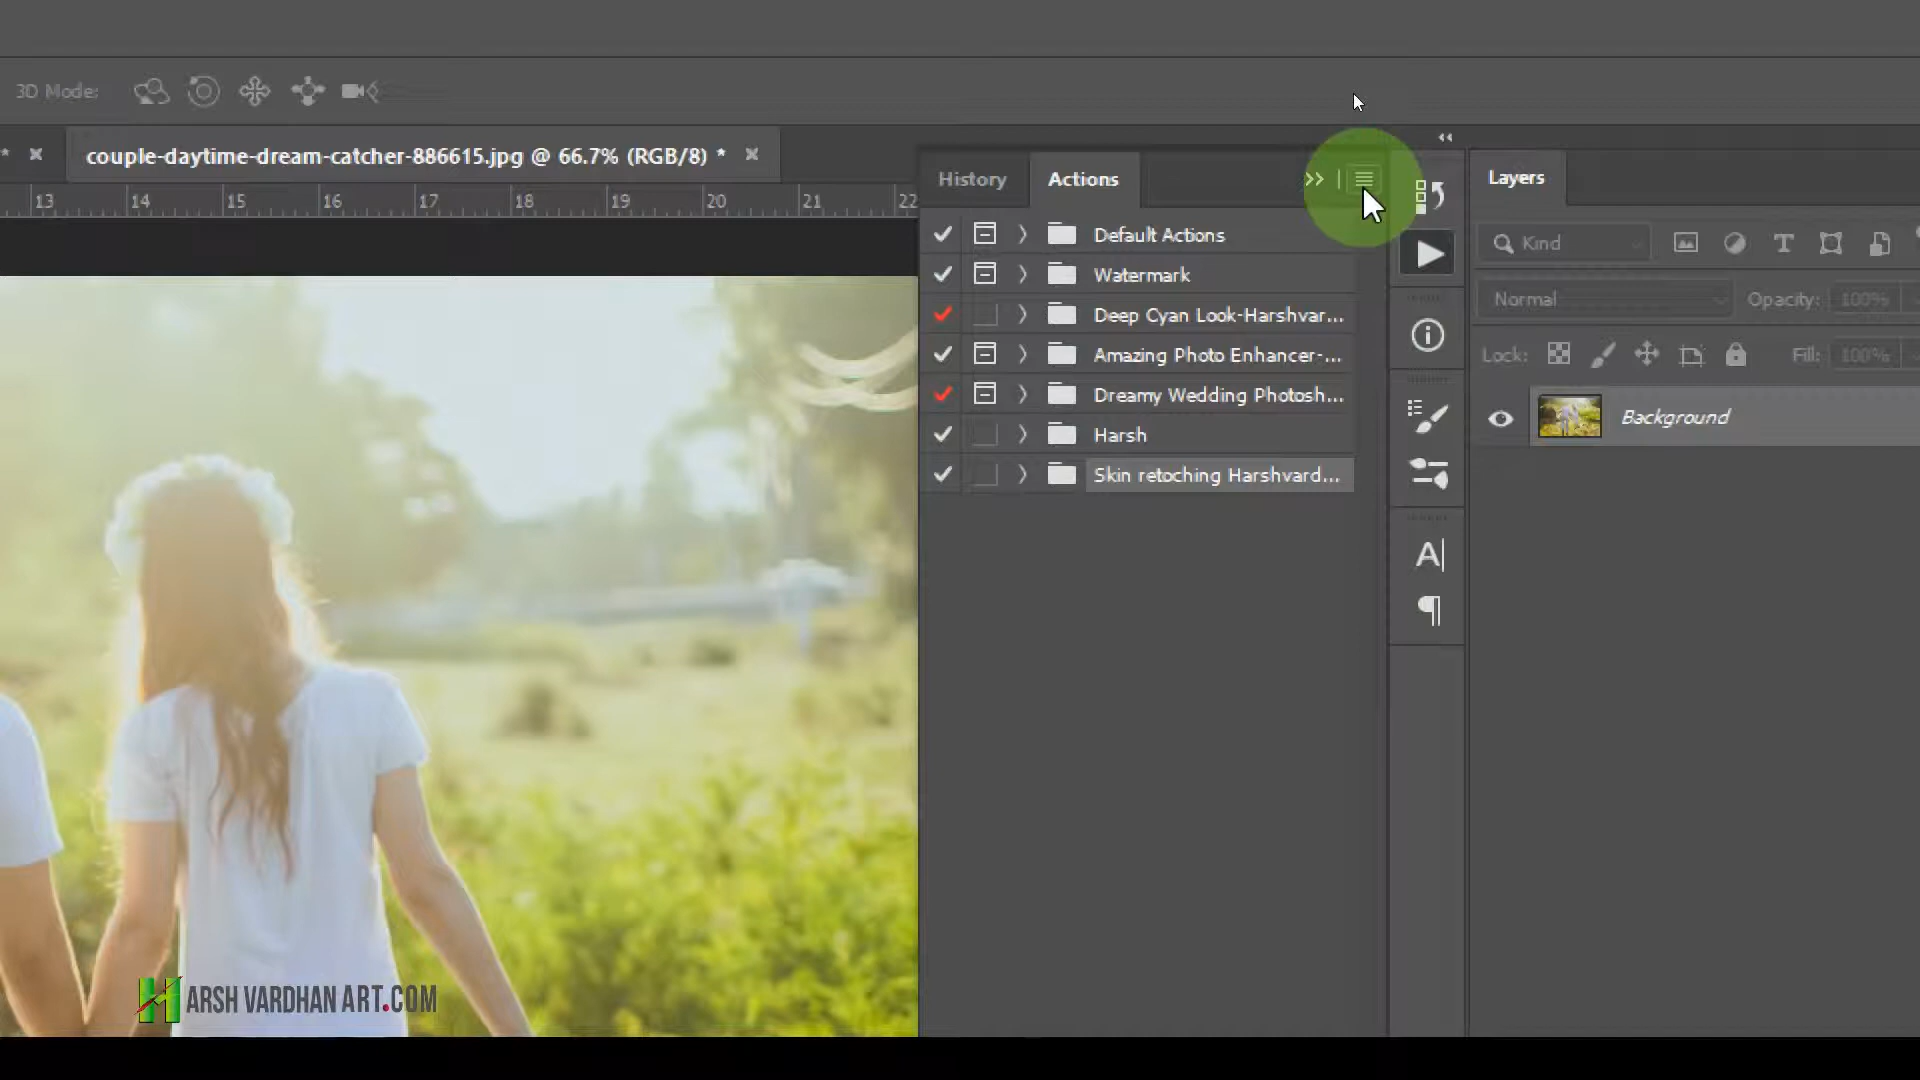 3D Mode:
couple-daytime-dream-catcher-886615.jpg @ 66.7% (RGB/8) *
13 14 15 16 17 18 19 20 21 22
History Actions
Layers
Default Actions
Watermark
Deep Cyan Look-Harshvar...
Amazing Photo Enhancer-...
Dreamy Wedding Photosh...
Harsh
Skin retoching Harshvard...
Kind
Normal Opacity: 100%
Lock: Fill: 100%
Background
HARSH VARDHAN ART.COM